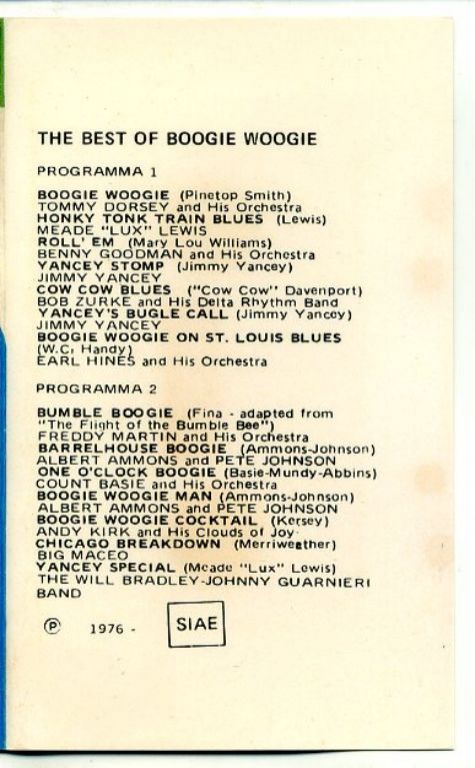 THE BEST OF BOOGIE WOOGIE
PROGRAMMA 1
BOOGIE WOOGIE (Pinetop Smith)
TOMMY DORSEY and His Orchestra
HONKY TONK TRAIN BLUES (Lewis)
MEADE "LUX" LEWIS
ROLL' EM (Mary Lou Williams)
BENNY GOODMAN and His Orchestra
YANCEY STOMP (Jimmy Yancey)
JIMMY YANCEY
COW COW BLUES ("Cow Cow" Davenport)
BOB ZURKE and His Delta Rhythm Band
YANCEY'S BUGLE CALL (Jimmy Yancey)
JIMMY YANCEY
BOOGIE WOOGIE ON ST. LOUIS BLUES
(W.C. Handy)
EARL HINES and His Orchestra
PROGRAMMA 2
BUMBLE BOOGIE (Fina - adapted from
"The Flight of the Bumble Bee")
FREDDY MARTIN and His Orchestra
BARRELHOUSE BOOGIE (Ammons-Johnson)
ALBERT AMMONS and PETE JOHNSON
ONE O'CLOCK BOOGIE (Basie-Mundy-Abbins)
COUNT BASIE and His Orchestra
BOOGIE WOOGIE MAN (Ammons-Johnson)
ALBERT AMMONS and PETE JOHNSON
BOOGIE WOOGIE COCKTAIL (Kersey)
ANDY KIRK and His Clouds of Joy
CHICAGO BREAKDOWN (Merriweather)
BIG MACEO
YANCEY SPECIAL (Meade "Lux" Lewis)
THE WILL BRADLEY-JOHNNY GUARNIERI
BAND
℗ 1976 - SIAE